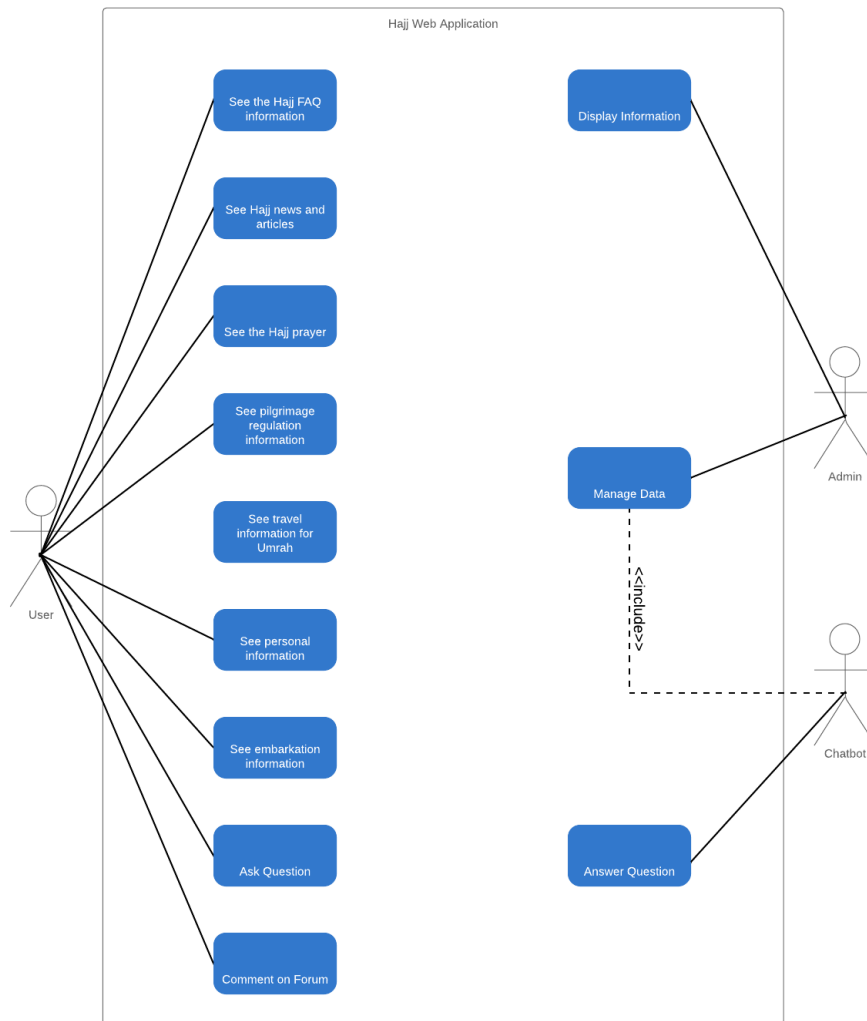 Hajj Web Application
See the Hajj FAQ
information
See Hajj news and
articles
See the Hajj prayer
See pilgrimage
regulation
information
See travel
information for
Umrah
See personal
information
See embarkation
information
Ask Question
Comment on Forum
User
Display Information
Manage Data
<<include>>
Answer Question
Admin
Chatbot